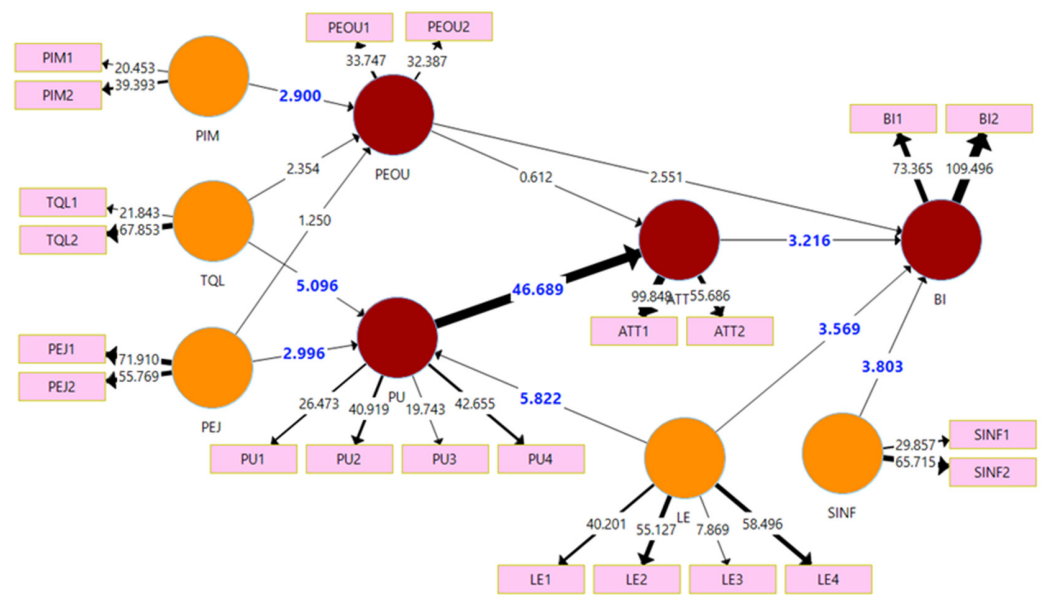 PEOU1
PEOU2
PIM1
PIM2
20.453
39.393
33.747
32.387
2.900
PIM
PEOU
BI1
BI2
73.365
109.496
2.354
0.612
2.551
1.250
TQL1
TQL2
21.843
67.853
TQL
3.216
BI
5.096
46.689
99.848
ATT
55.686
ATT1
ATT2
3.569
PEJ1
PEJ2
71.910
55.769
2.996
3.803
PEJ
PU
5.822
26.473
40.919
19.743
42.655
PU1
PU2
PU3
PU4
SINF1
SINF2
29.857
65.715
LE
SINF
40.201
55.127
7.869
58.496
LE1
LE2
LE3
LE4